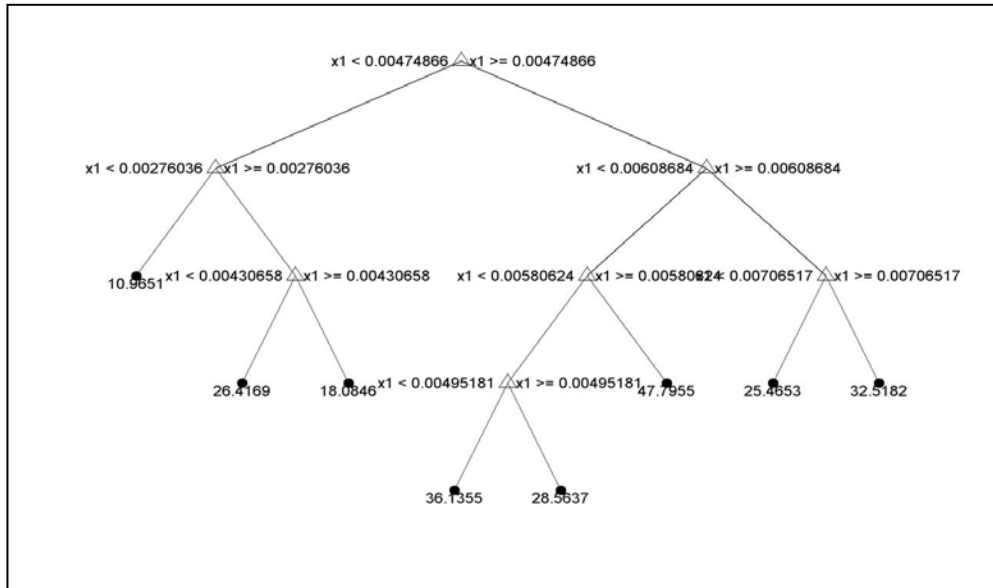 x1 < 0.00474866 x1 >= 0.00474866
x1 < 0.00276036 x1 >= 0.00276036 x1 < 0.00608684 x1 >= 0.00608684
10.9651 x1 < 0.00430658 x1 >= 0.00430658 x1 < 0.00580624 x1 >= 0.00580624 x1 < 0.00706517 x1 >= 0.00706517
26.4169 18.0846 x1 < 0.00495181 x1 >= 0.00495181 47.7955 25.4653 32.5182
36.1355 28.5637